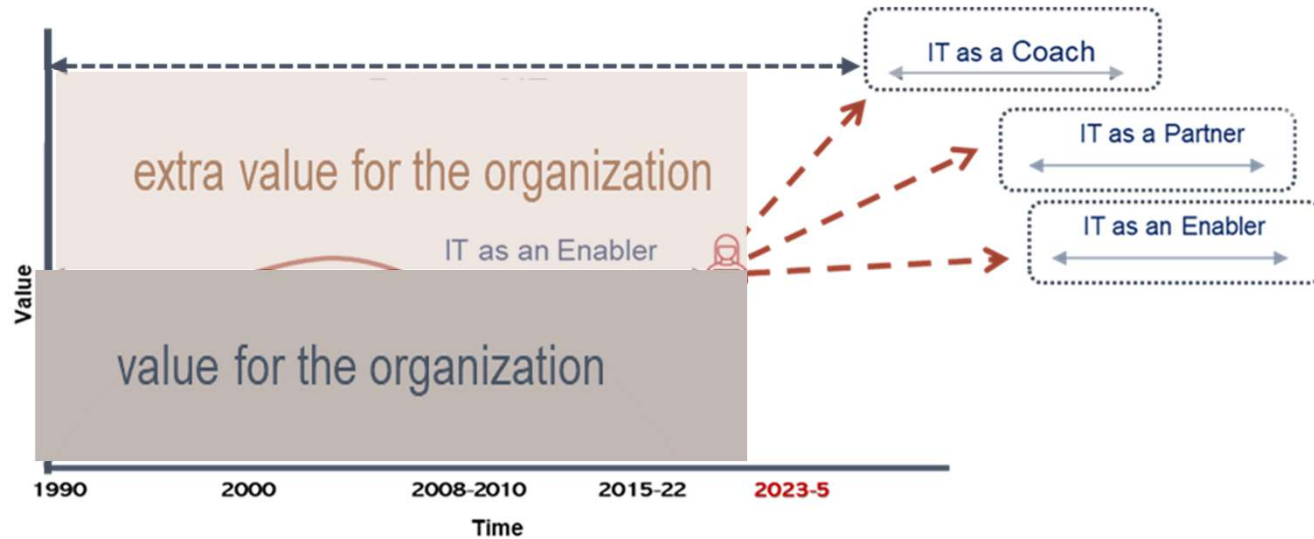 IT as a Coach
IT as a Partner
extra value for the organization
IT as an Enabler
IT as an Enabler
Value
value for the organization
1990
2000
2008-2010
2015-22
2023-5
Time